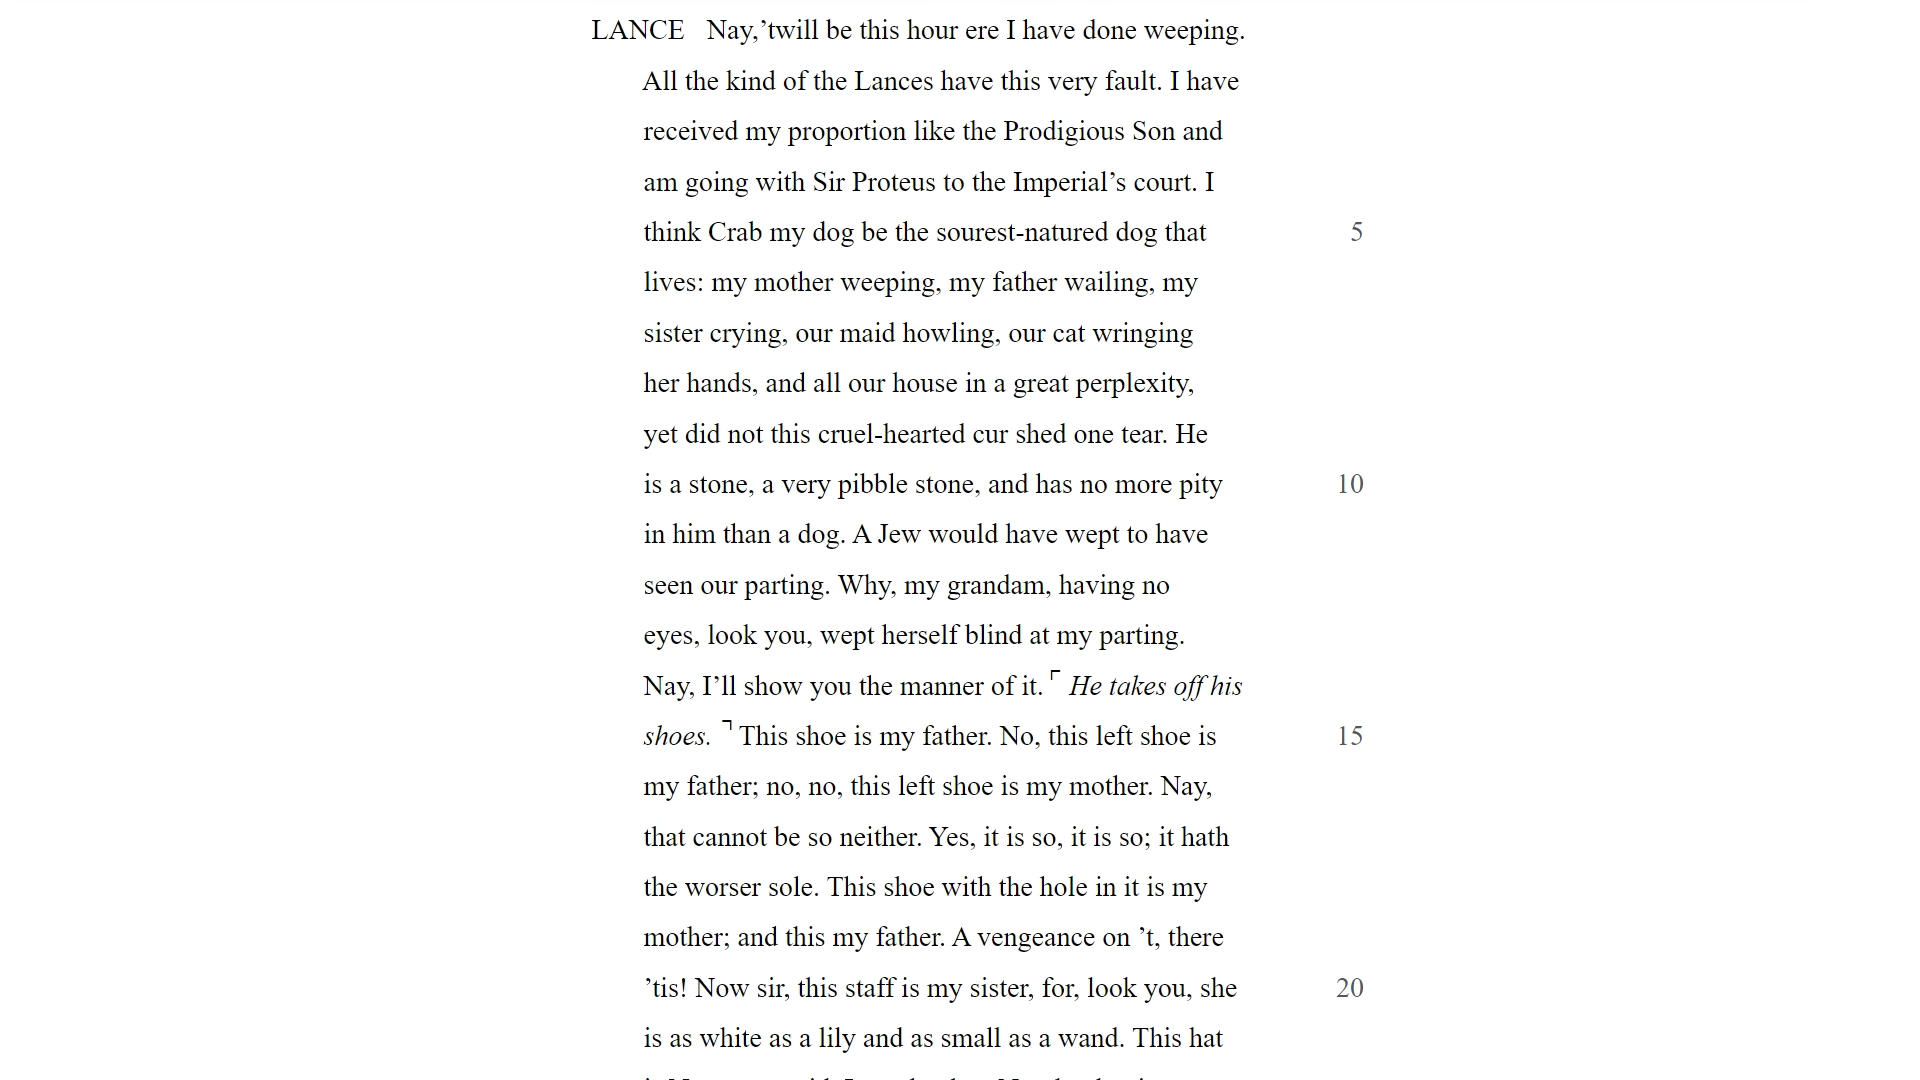 LANCE Nay,’twill be this hour ere I have done weeping.
All the kind of the Lances have this very fault. I have
received my proportion like the Prodigious Son and
am going with Sir Proteus to the Imperial’s court. I
think Crab my dog be the sourest-natured dog that 5
lives: my mother weeping, my father wailing, my
sister crying, our maid howling, our cat wringing
her hands, and all our house in a great perplexity,
yet did not this cruel-hearted cur shed one tear. He
is a stone, a very pibble stone, and has no more pity 10
in him than a dog. A Jew would have wept to have
seen our parting. Why, my grandam, having no
eyes, look you, wept herself blind at my parting.
Nay, I’ll show you the manner of it. ⌜ He takes off his
shoes. ⌝ This shoe is my father. No, this left shoe is 15
my father; no, no, this left shoe is my mother. Nay,
that cannot be so neither. Yes, it is so, it is so; it hath
the worser sole. This shoe with the hole in it is my
mother; and this my father. A vengeance on ’t, there
’tis! Now sir, this staff is my sister, for, look you, she 20
is as white as a lily and as small as a wand. This hat